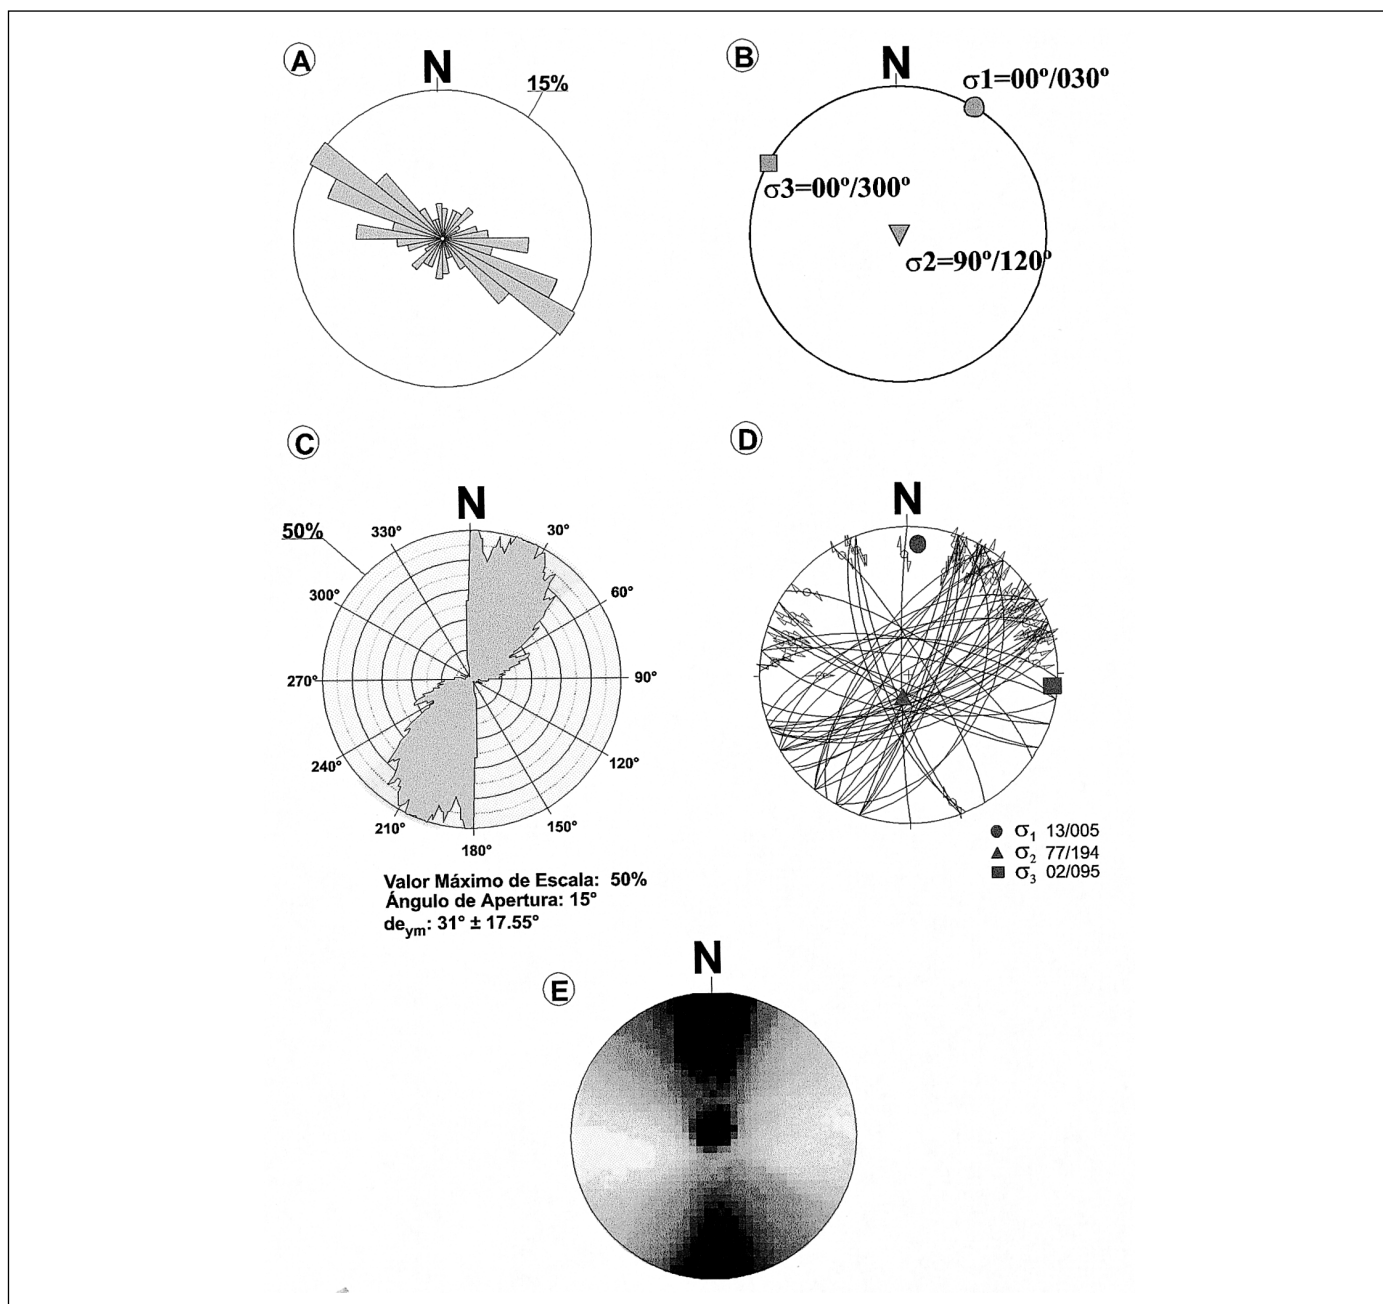 A
N
15%
B
N
σ1=00º/030º
σ3=00º/300º
σ2=90º/120º
C
N
50%
330°
30°
300°
60°
270°
90°
240°
120°
210°
150°
180°
Valor Máximo de Escala: 50%
Ángulo de Apertura: 15°
de_ym: 31° ± 17.55°
D
N
σ1 13/005
σ2 77/194
σ3 02/095
E
N